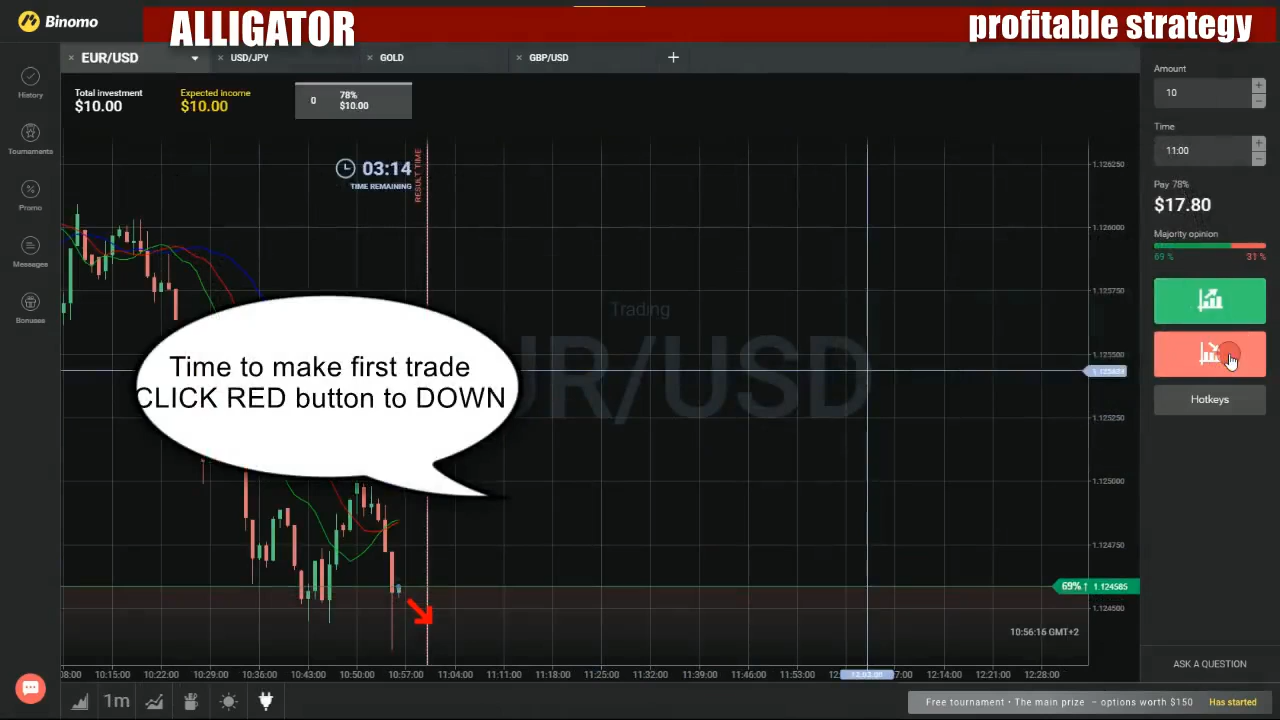 Binomo
ALLIGATOR
profitable strategy
EUR/USD
USD/JPY
GOLD
GBP/USD
History
Tournaments
Promo
Messages
Bonuses
Total investment
$10.00
Expected income
$10.00
0
78%
$10.00
03:14
TIME REMAINING
RESULT TIME
Trading
UR/USD
Time to make first trade
CLICK RED button to DOWN
1.126250
1.126000
1.125750
1.125500
1.125250
1.125000
1.124750
69% ↑ 1.124585
1.124500
10:56:16 GMT+2
:08:00 10:15:00 10:22:00 10:29:00 10:36:00 10:43:00 10:50:00 10:57:00 11:04:00 11:11:00 11:18:00 11:25:00 11:32:00 11:39:00 11:46:00 11:53:00 7:00 12:14:00 12:21:00 12:28:00
1m
Amount
10
+
−
Time
11:00
+
−
Pay 78%
$17.80
Majority opinion
69 % 31 %
Hotkeys
ASK A QUESTION
Free tournament • The main prize – options worth $150 Has started